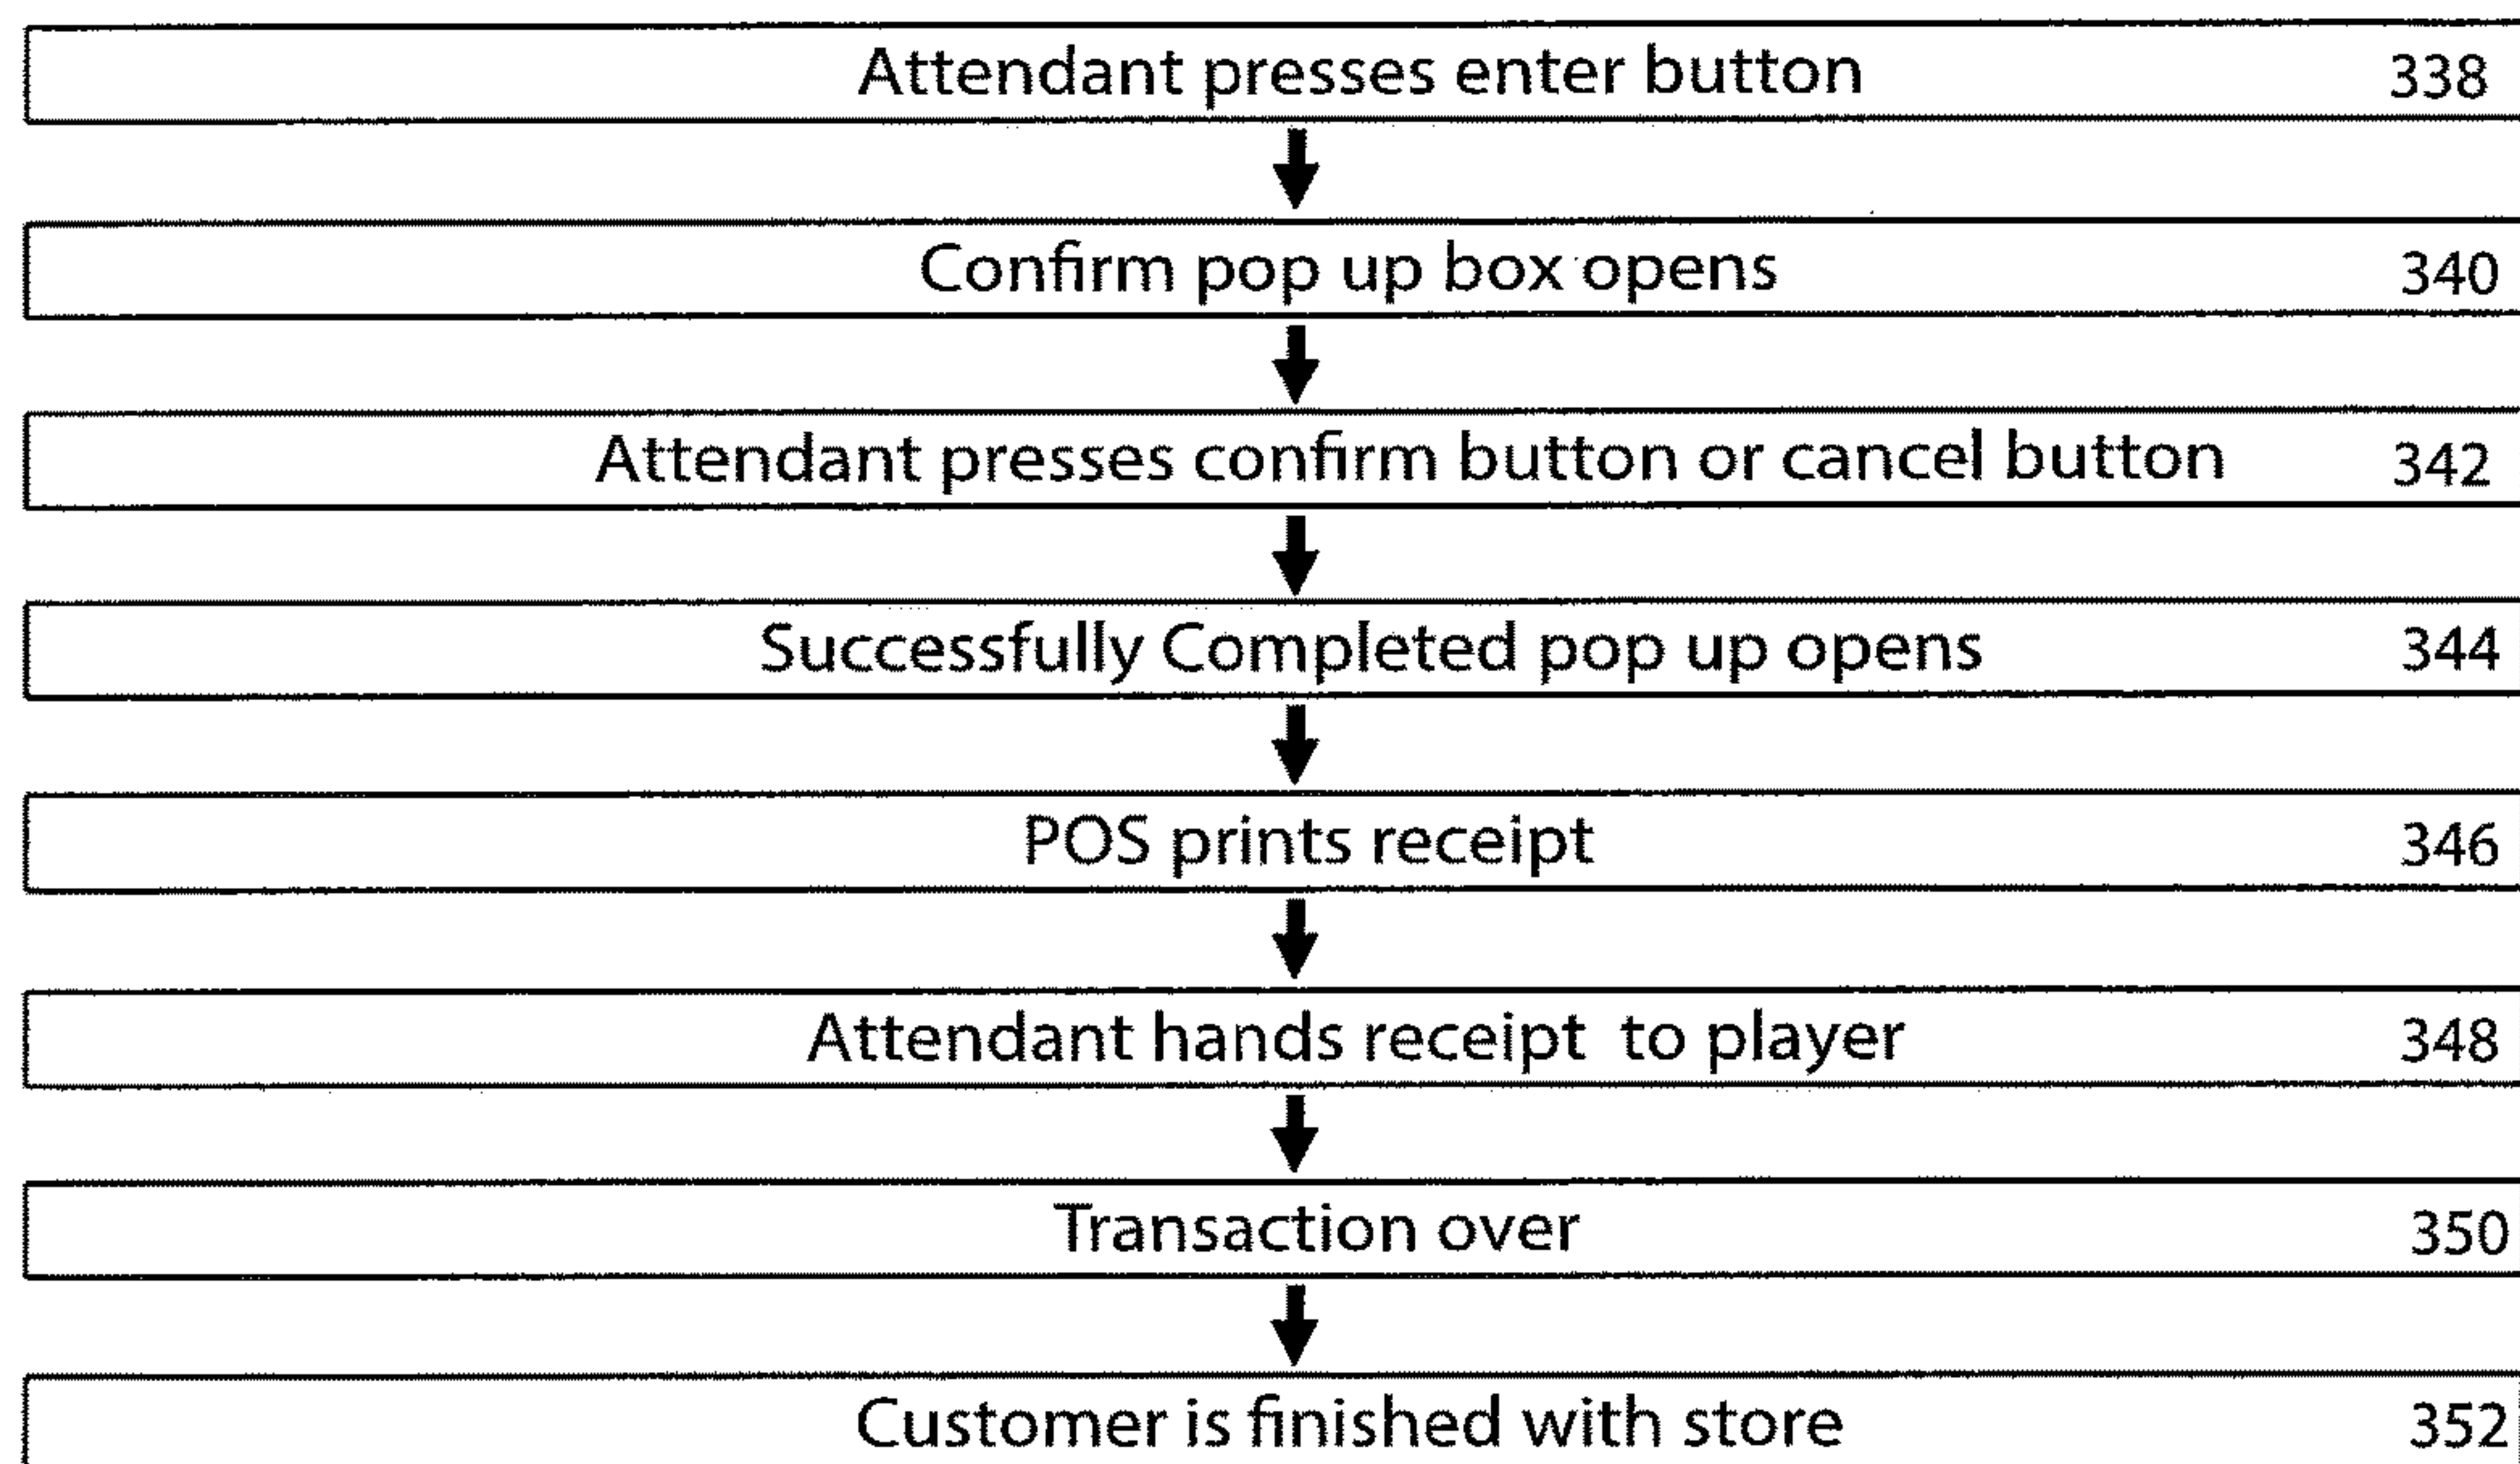 Attendant presses enter button 338
Confirm pop up box opens 340
Attendant presses confirm button or cancel button 342
Successfully Completed pop up opens 344
POS prints receipt 346
Attendant hands receipt to player 348
Transaction over 350
Customer is finished with store 352